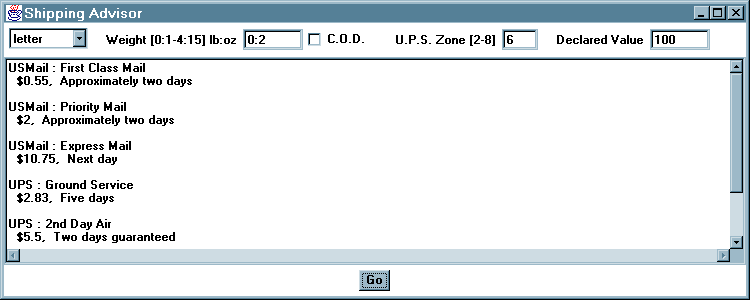 Shipping Advisor
letter Weight [0:1-4:15] lb:oz 0:2 C.O.D. U.P.S. Zone [2-8] 6 Declared Value 100
USMail : First Class Mail
$0.55, Approximately two days
USMail : Priority Mail
$2, Approximately two days
USMail : Express Mail
$10.75, Next day
UPS : Ground Service
$2.83, Five days
UPS : 2nd Day Air
$5.5, Two days guaranteed
Go